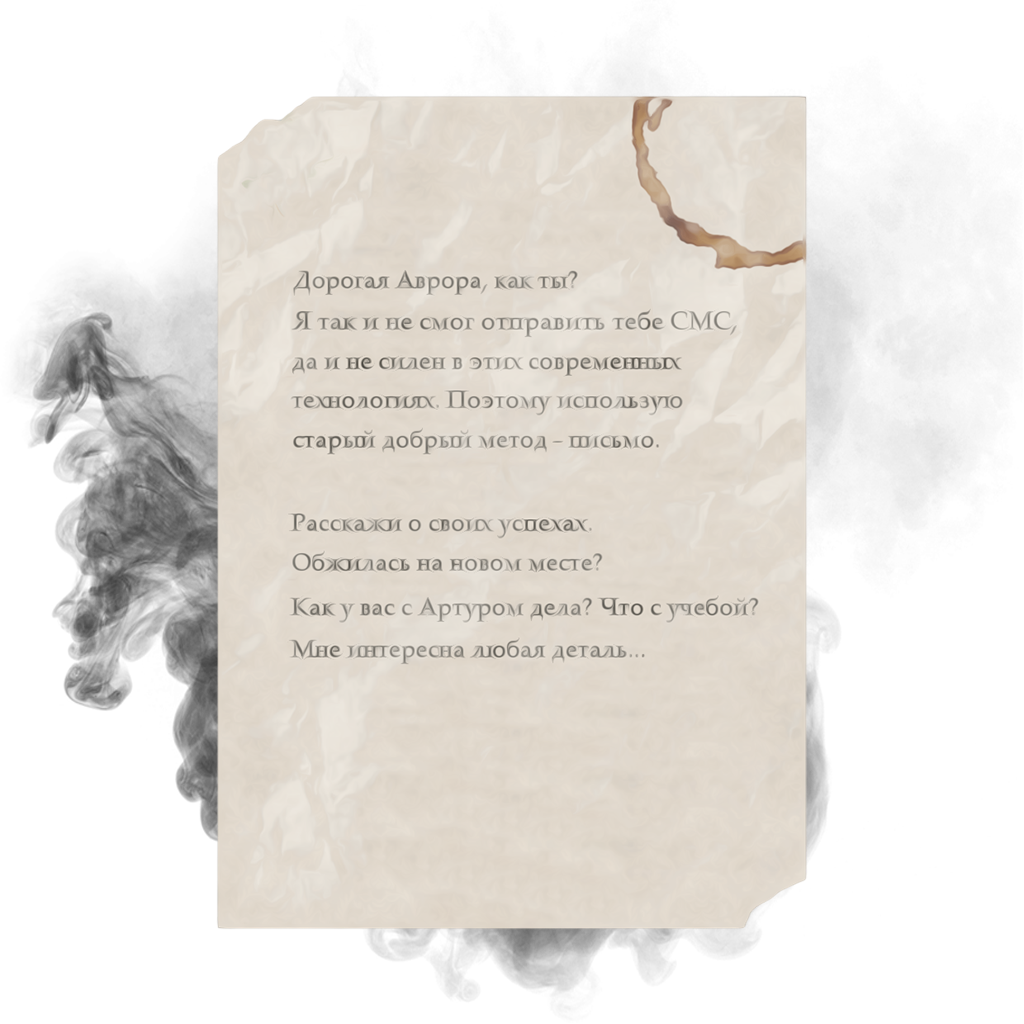 Дорогая Аврора, как ты?
Я так и не смог отправить тебе СМС,
да и не силен в этих современных
технологиях. Поэтому использую
старый добрый метод – письмо.
Расскажи о своих успехах.
Обжилась на новом месте?
Как у вас с Артуром дела? Что с учебой?
Мне интересна любая деталь...